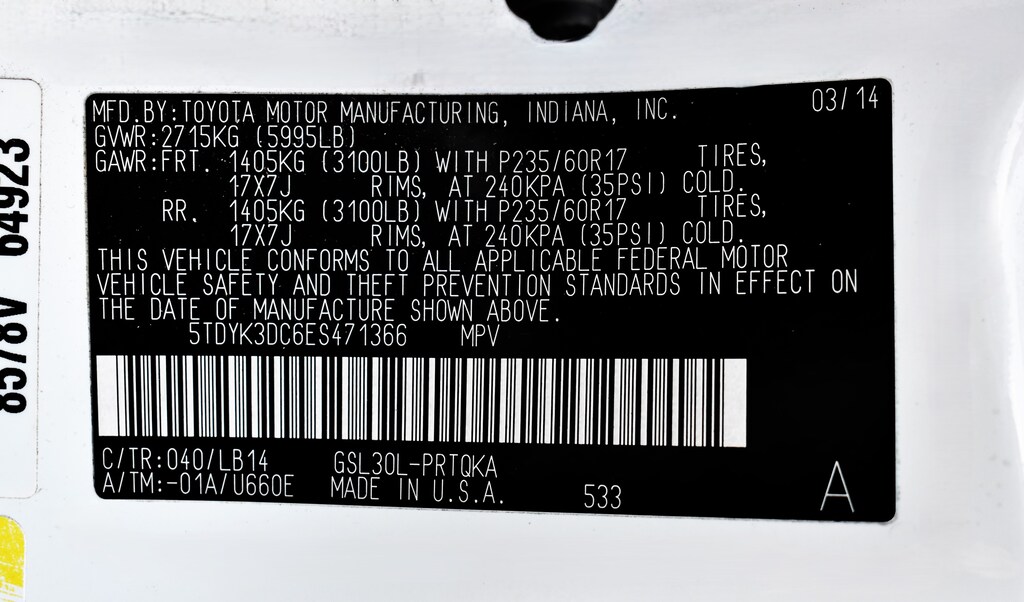 MFD.BY:TOYOTA MOTOR MANUFACTURING, INDIANA, INC. 03/14
GVWR:2715KG (5995LB)
GAWR:FRT. 1405KG (3100LB) WITH P235/60R17 TIRES,
17X7J RIMS, AT 240KPA (35PSI) COLD.
RR. 1405KG (3100LB) WITH P235/60R17 TIRES,
17X7J RIMS, AT 240KPA (35PSI) COLD.
THIS VEHICLE CONFORMS TO ALL APPLICABLE FEDERAL MOTOR
VEHICLE SAFETY AND THEFT PREVENTION STANDARDS IN EFFECT ON
THE DATE OF MANUFACTURE SHOWN ABOVE.
5TDYK3DC6ES471366 MPV
C/TR:040/LB14 GSL30L-PRTQKA
A/TM:-01A/U660E MADE IN U.S.A. 533 A
8578V 64923